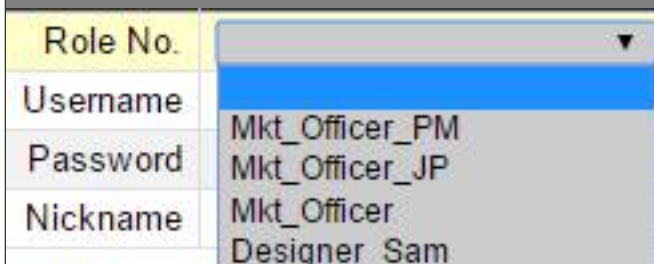 Role No.
Username
Mkt_Officer_PM
Password
Mkt_Officer_JP
Nickname
Mkt_Officer
Designer_Sam